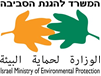 המשרד להגנת הסביבה
الوزارة لحماية البيئة
Israel Ministry of Environmental Protection